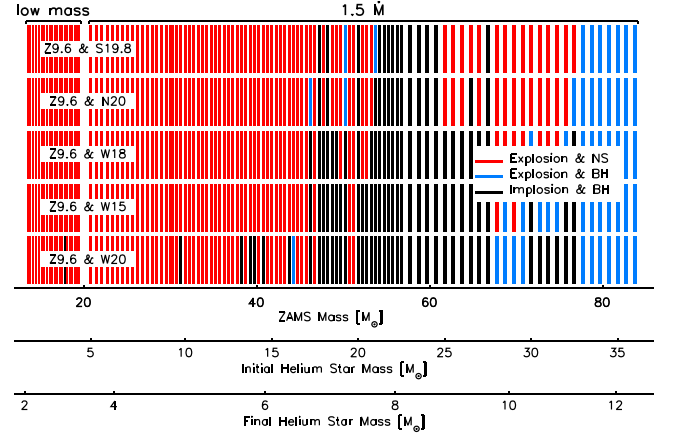 low mass
1.5 Ṁ
Z9.6 & S19.8
Z9.6 & N20
Z9.6 & W18
Explosion & NS
Explosion & BH
Implosion & BH
Z9.6 & W15
Z9.6 & W20
20 40 60 80
ZAMS Mass [M⊙]
5 10 15 20 25 30 35
Initial Helium Star Mass [M⊙]
2 4 6 8 10 12
Final Helium Star Mass [M⊙]